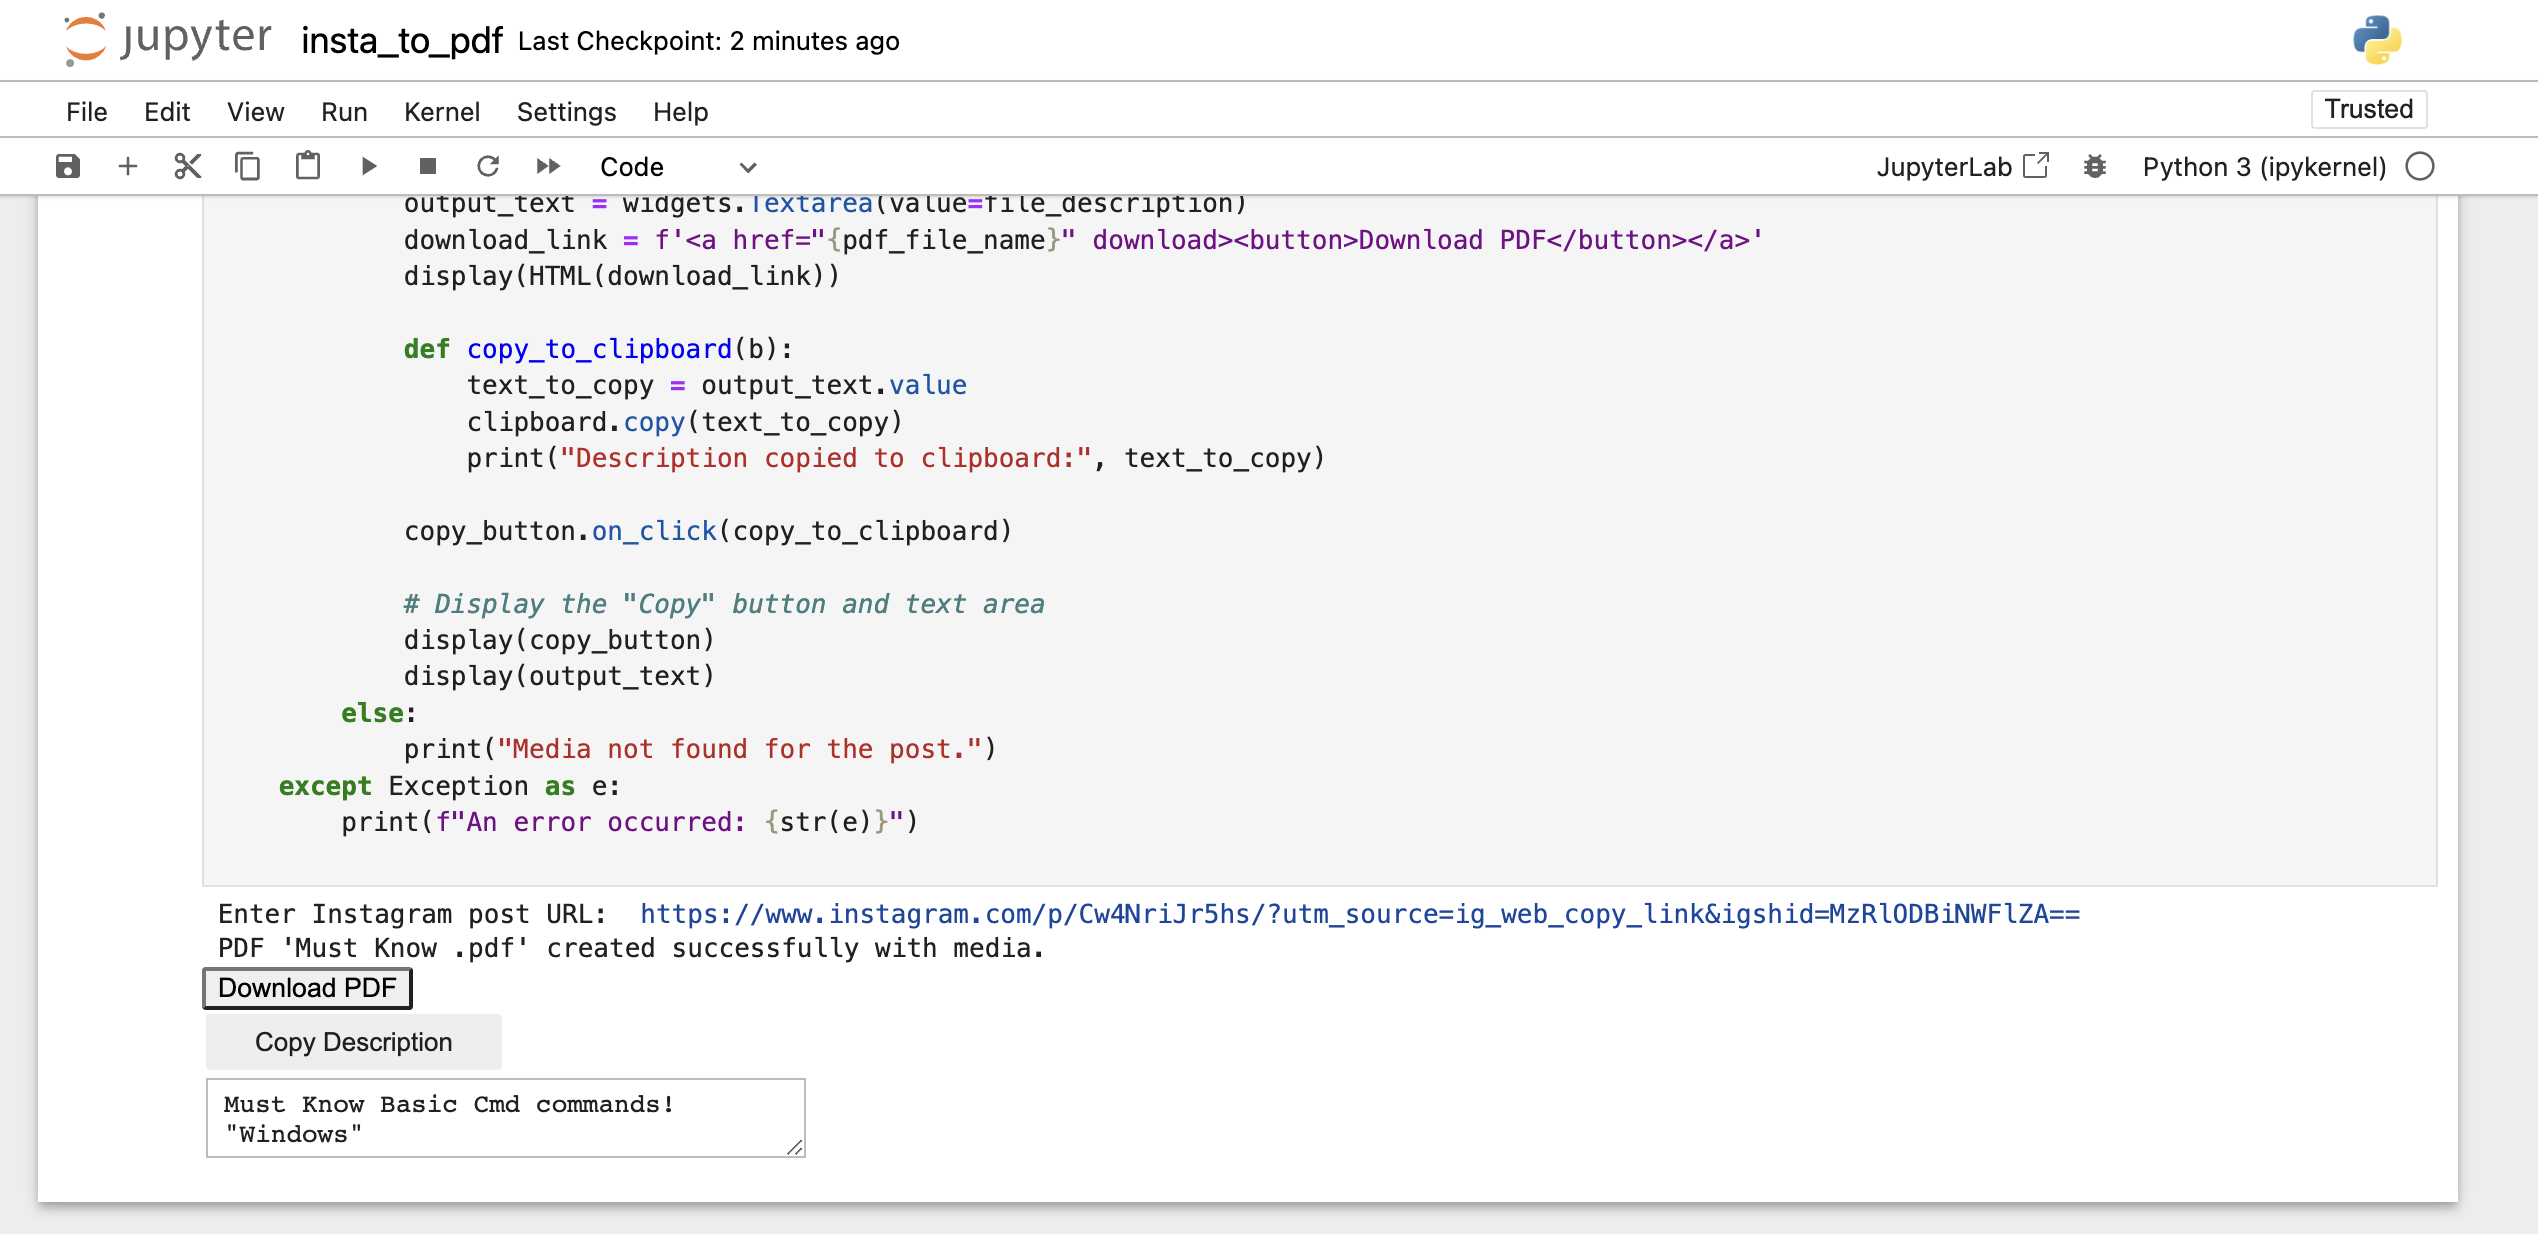 jupyter insta_to_pdf Last Checkpoint: 2 minutes ago
File Edit View Run Kernel Settings Help Trusted
Code JupyterLab Python 3 (ipykernel)
output_text = widgets.Textarea(value=file_description)
download_link = f'<a href="{pdf_file_name}" download><button>Download PDF</button></a>'
display(HTML(download_link))
def copy_to_clipboard(b):
text_to_copy = output_text.value
clipboard.copy(text_to_copy)
print("Description copied to clipboard:", text_to_copy)
copy_button.on_click(copy_to_clipboard)
# Display the "Copy" button and text area
display(copy_button)
display(output_text)
else:
print("Media not found for the post.")
except Exception as e:
print(f"An error occurred: {str(e)}")
Enter Instagram post URL: https://www.instagram.com/p/Cw4NriJr5hs/?utm_source=ig_web_copy_link&igshid=MzRlODBiNWFlZA==
PDF 'Must Know .pdf' created successfully with media.
Download PDF
Copy Description
Must Know Basic Cmd commands!
"Windows"